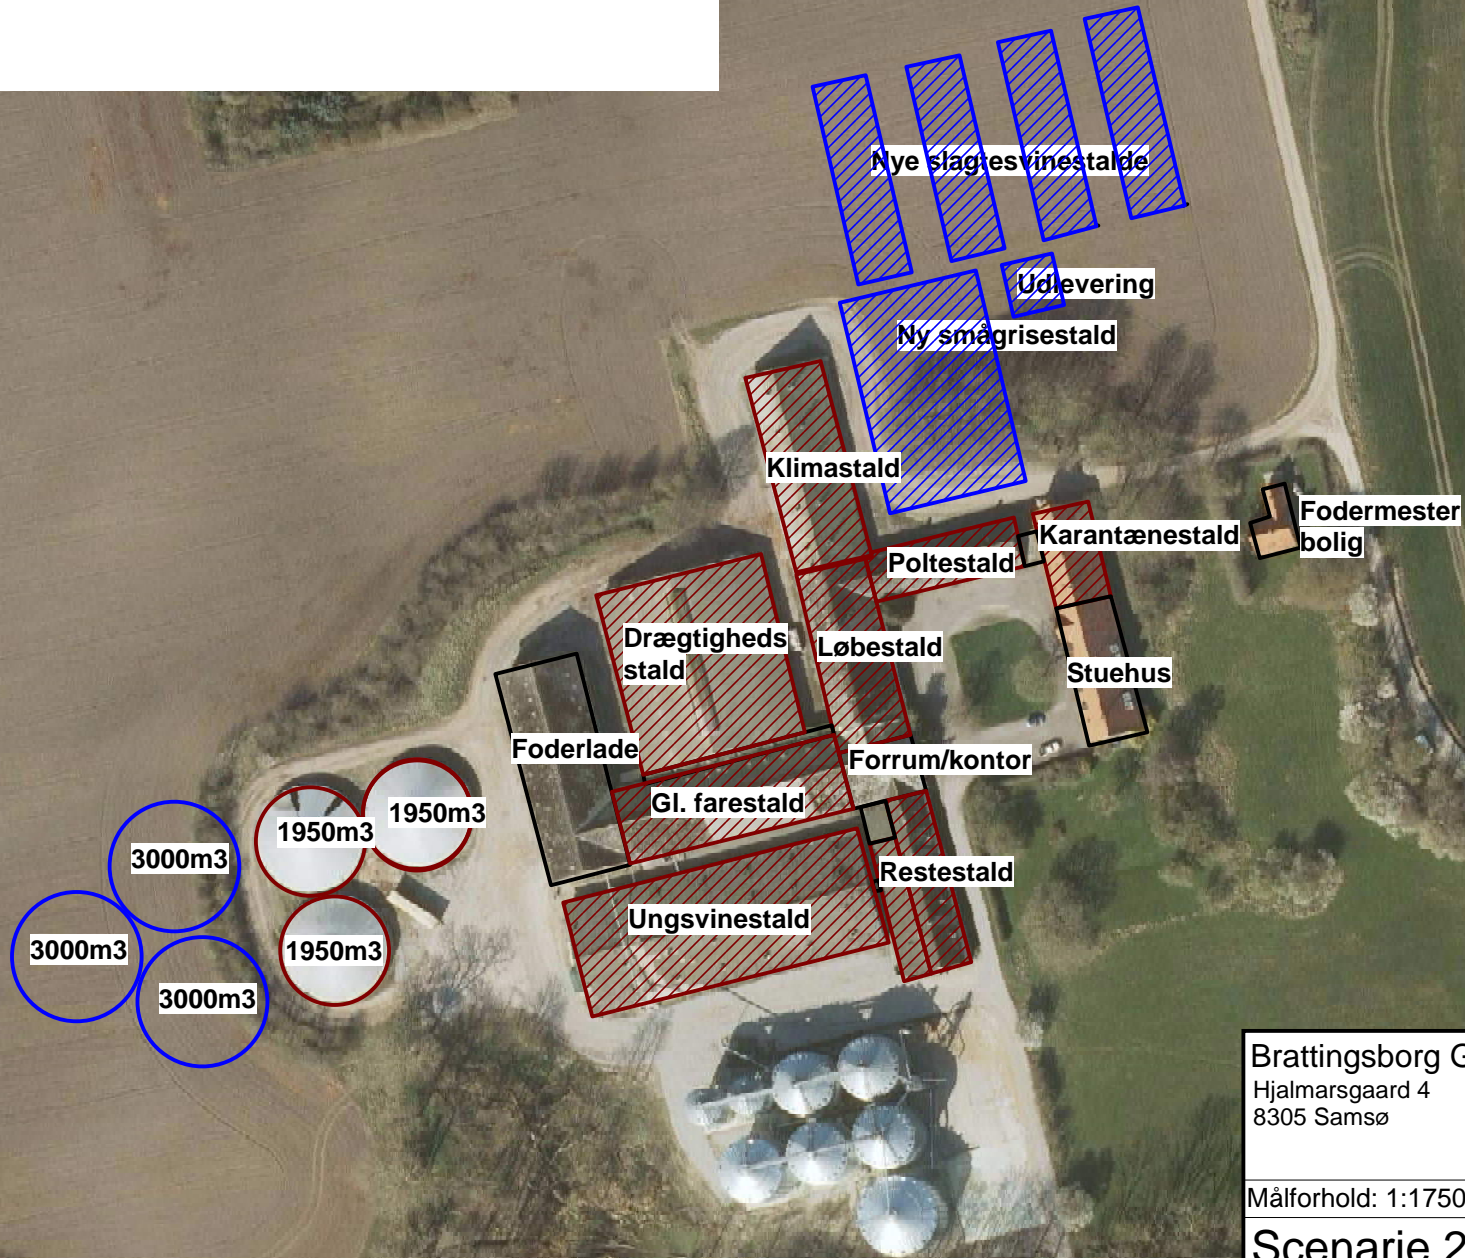 Nye slagtesvinestalde
Udlevering
Ny smågrisestald
Klimastald
Fodermester
bolig
Karantænestald
Poltestald
Drægtigheds
stald
Løbestald
Stuehus
Foderlade
Forrum/kontor
Gl. farestald
1950m3
1950m3
3000m3
Restestald
Ungsvinestald
3000m3
1950m3
3000m3
Brattingsborg G
Hjalmarsgaard 4
8305 Samsø
Målforhold: 1:1750
Scenarie 2